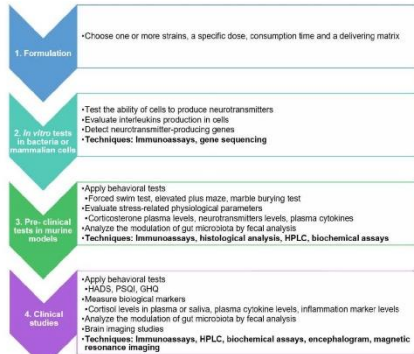 1. Formulation
•Choose one or more strains, a specific dose, consumption time and a delivering matrix
2. In vitro tests
in bacteria or
mammalian cells
•Test the ability of cells to produce neurotransmitters
•Evaluate interleukins production in cells
•Detect neurotransmitter-producing genes
•Techniques: Immunoassays, gene sequencing
3. Pre- clinical
tests in murine
models
•Apply behavioral tests
•Forced swim test, elevated plus maze, marble burying test
•Evaluate stress-related physiological parameters
•Corticosterone plasma levels, neurotransmitters levels, plasma cytokines
•Analyze the modulation of gut microbiota by fecal analysis
•Techniques: Immunoassays, histological analysis, HPLC, biochemical assays
4. Clinical
studies
•Apply behavioral tests
•HADS, PSQI, GHQ
•Measure biological markers
•Cortisol levels in plasma or saliva, plasma cytokine levels, inflammation marker levels
•Analyze the modulation of gut microbiota by fecal analysis
•Brain imaging studies
•Techniques: Immunoassays, HPLC, biochemical assays, encephalogram, magnetic
resonance imaging